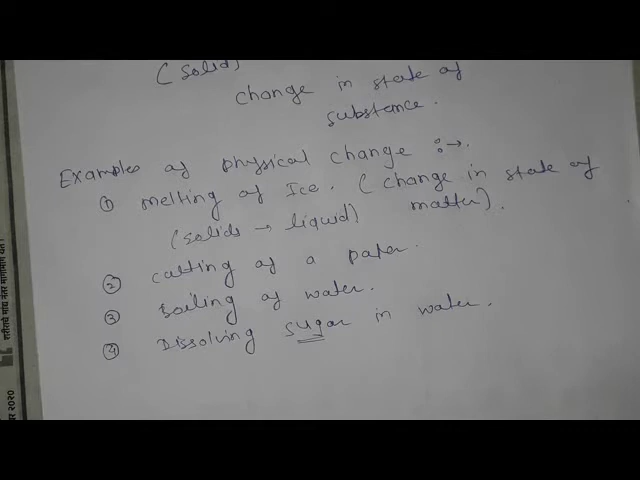 (solid)
change in state of
substance.
Examples of physical change :→.
① melting of Ice. (change in state of
(solids → liquid) matter).
② Cutting of a paper.
③ Boiling of water.
④ Dissolving sugar in water.
२०२०